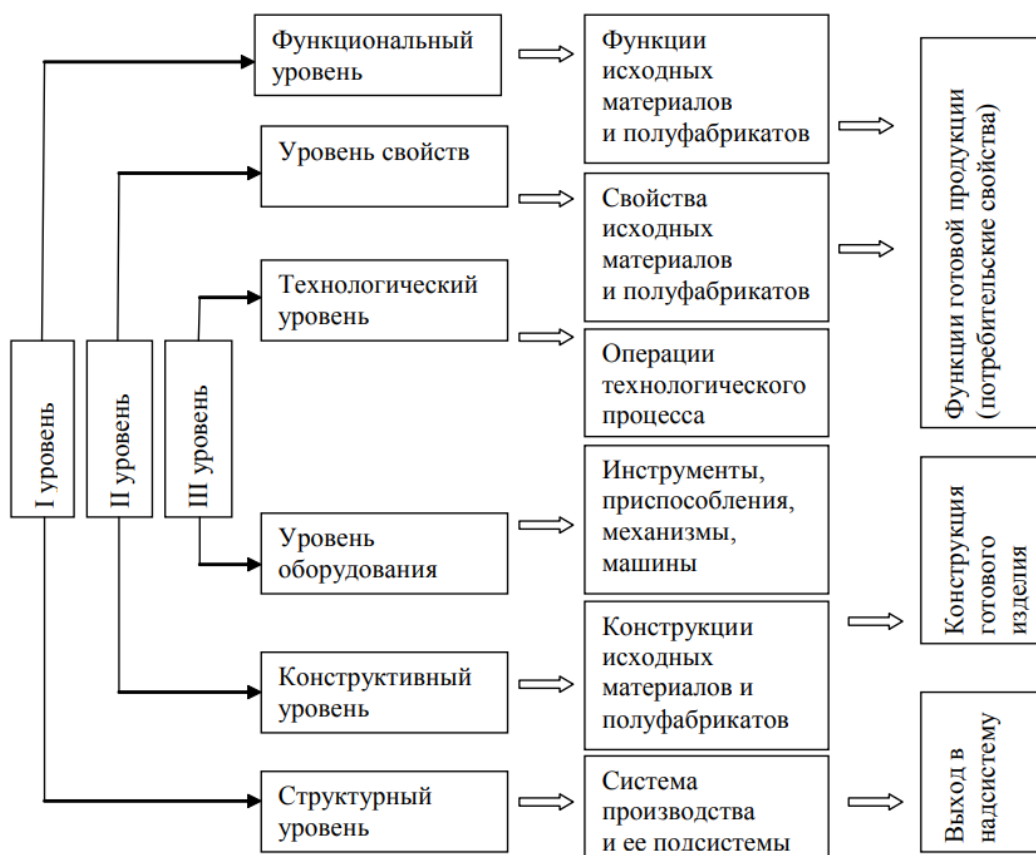 I уровень
II уровень
III уровень
Функциональный
уровень
Уровень свойств
Технологический
уровень
Уровень
оборудования
Конструктивный
уровень
Структурный
уровень
Функции
исходных
материалов
и полуфабрикатов
Свойства
исходных
материалов
и полуфабрикатов
Операции
технологического
процесса
Инструменты,
приспособления,
механизмы,
машины
Конструкции
исходных
материалов и
полуфабрикатов
Система
производства
и ее подсистемы
Функции готовой продукции
(потребительские свойства)
Конструкция
готового
изделия
Выход в
надсистему